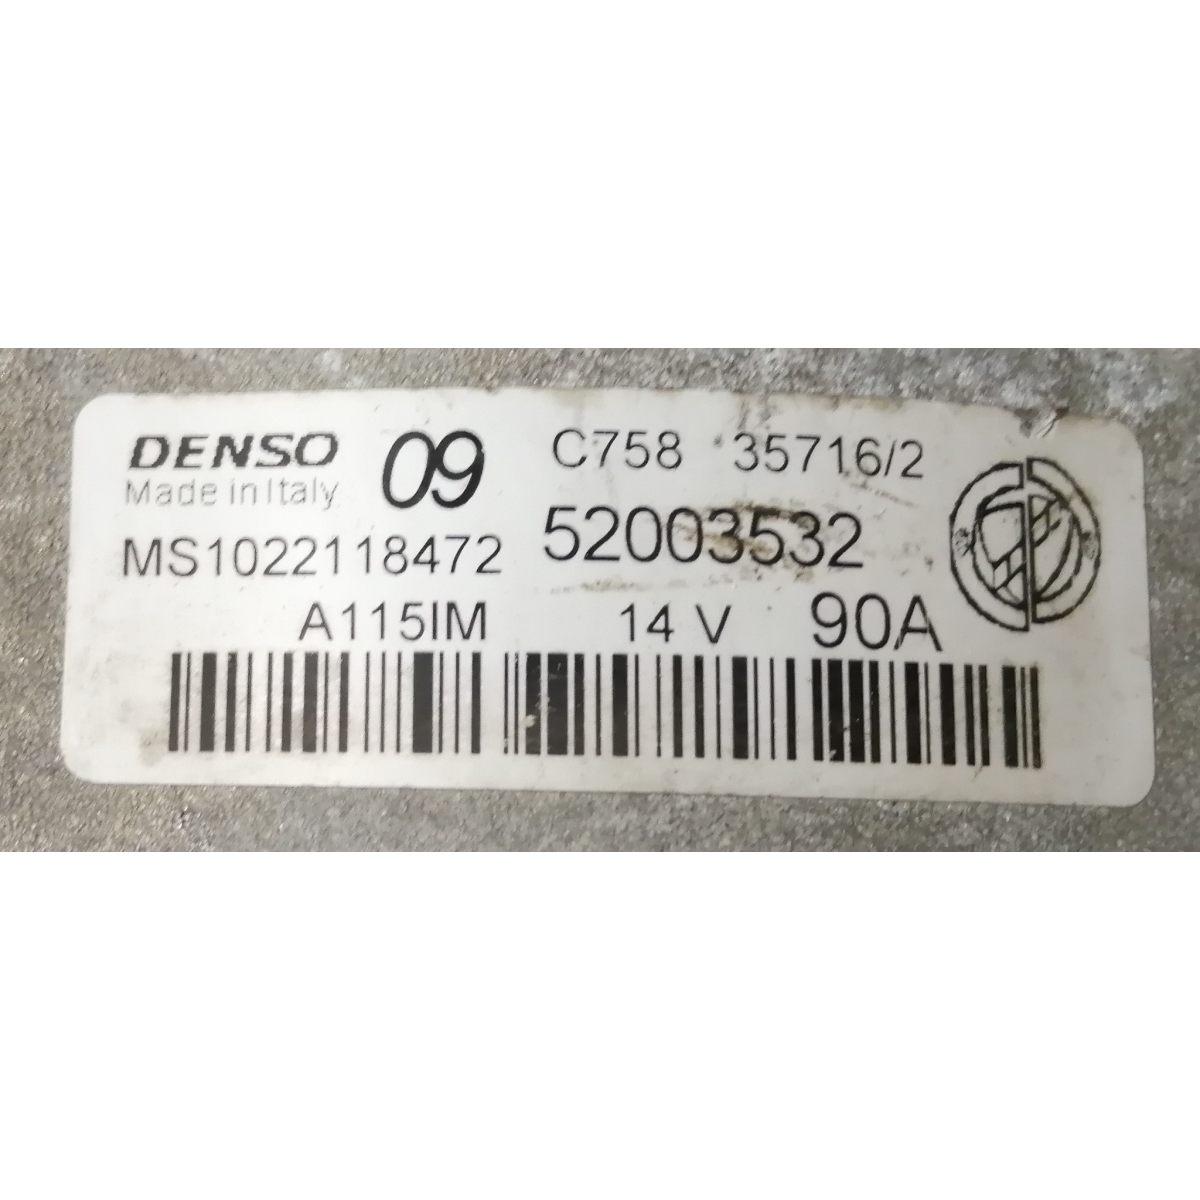 DENSO 09 C758 35716/2
Made in Italy
MS1022118472 52003532
A115IM 14 V 90A